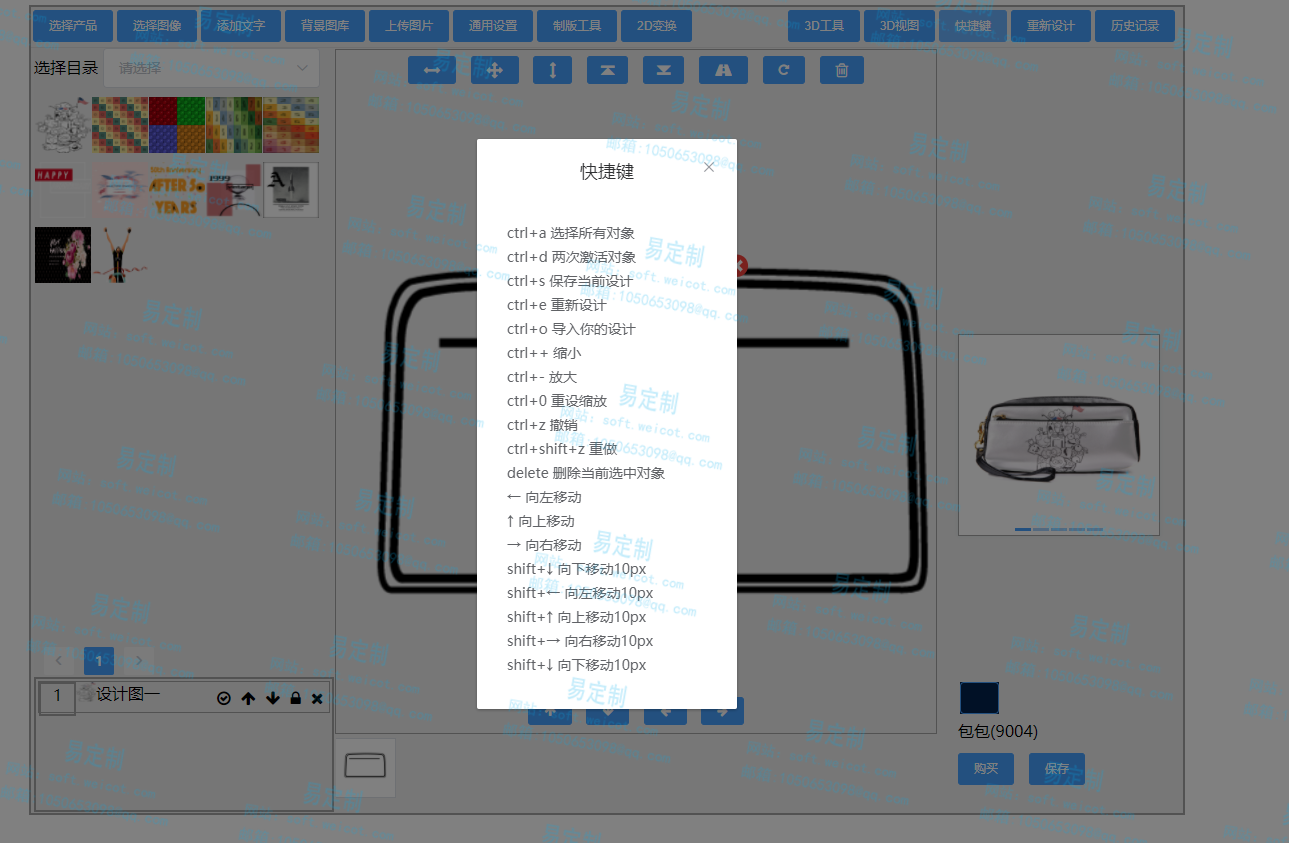 选择产品 选择图像 添加文字 背景图库 上传图片 通用设置 制版工具 2D变换 3D工具 3D视图 快捷键 重新设计 历史记录
选择目录 请选择
HAPPY
AFTER'S
YEARS
1
1 设计图一
快捷键
ctrl+a 选择所有对象
ctrl+d 两次激活对象
ctrl+s 保存当前设计
ctrl+e 重新设计
ctrl+o 导入你的设计
ctrl++ 缩小
ctrl+- 放大
ctrl+0 重设缩放
ctrl+z 撤销
ctrl+shift+z 重做
delete 删除当前选中对象
← 向左移动
↑ 向上移动
→ 向右移动
shift+↓ 向下移动10px
shift+← 向左移动10px
shift+↑ 向上移动10px
shift+→ 向右移动10px
shift+↓ 向下移动10px
包包(9004)
购买 保存
易定制
网站: soft.weicot.com
邮箱:1050653098@qq.com